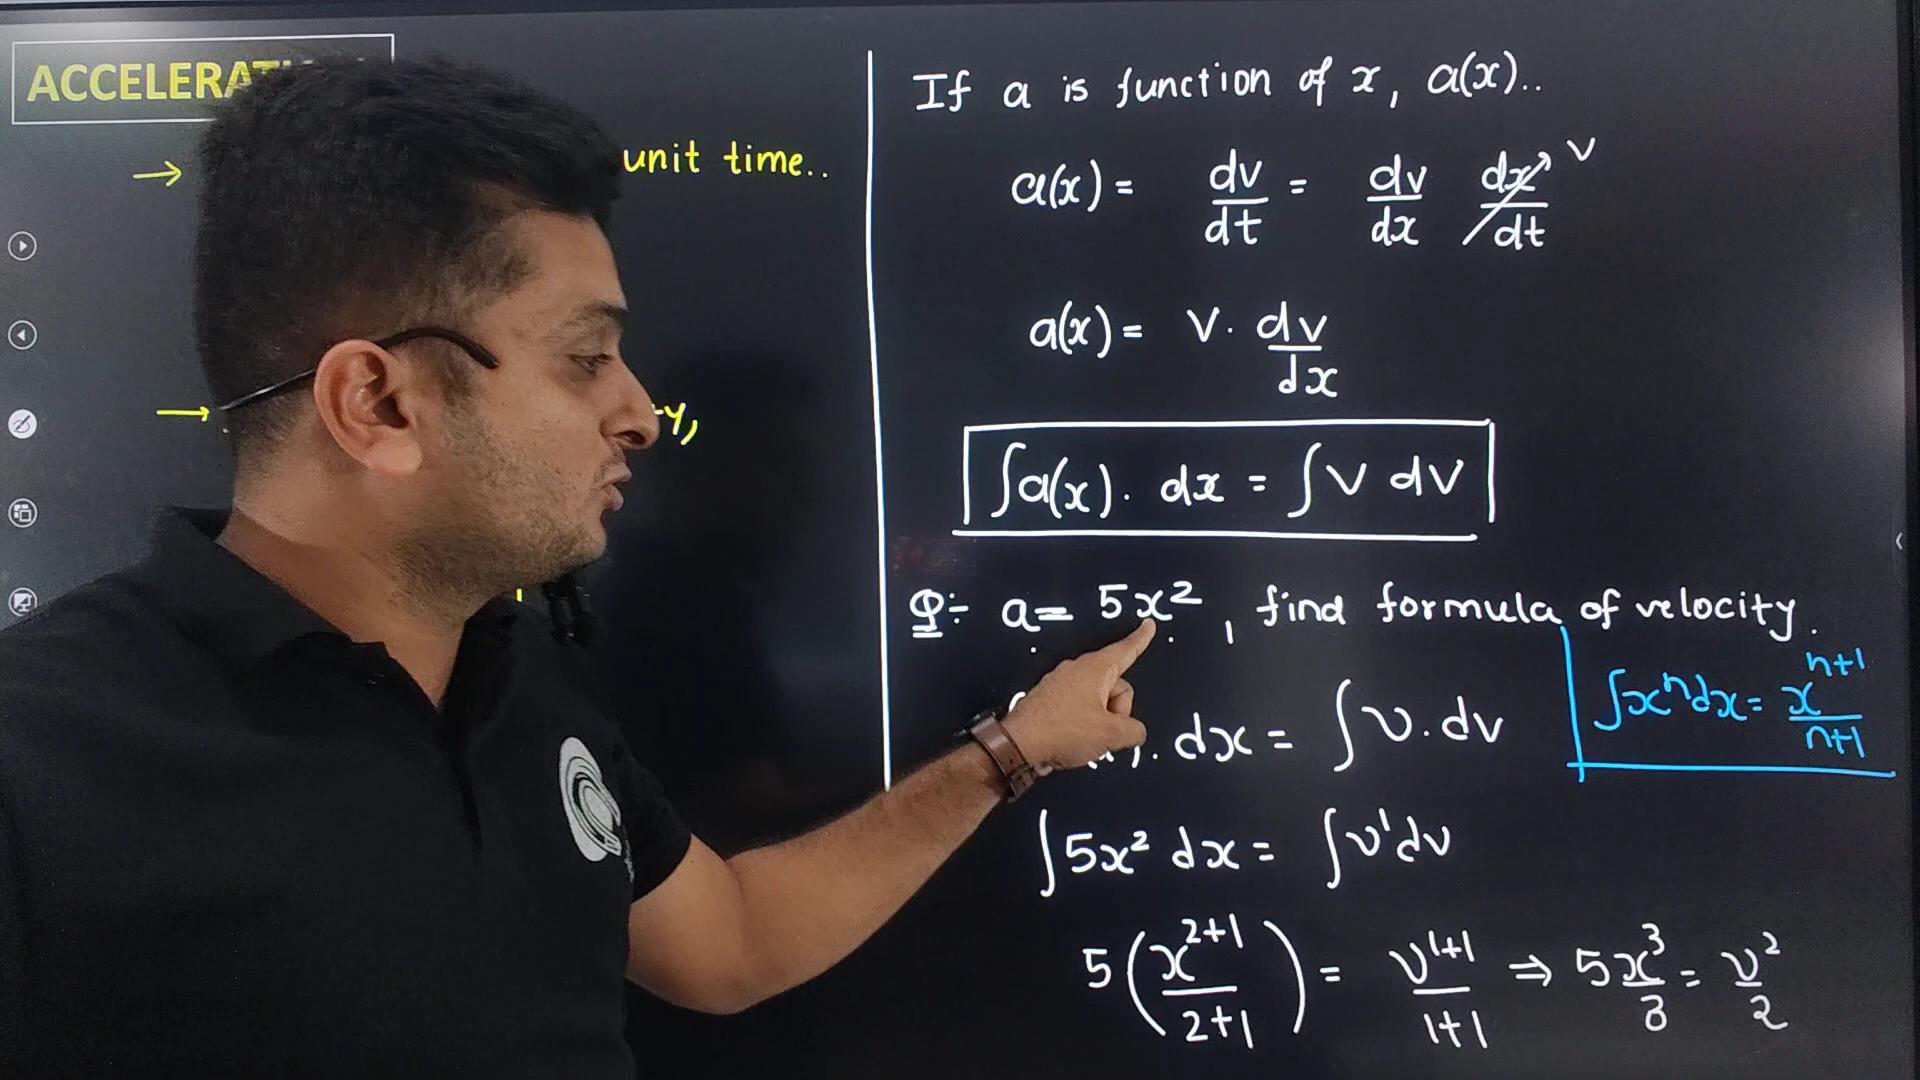 unit time..
If a is function of x, a(x)..
a(x) = dv/dt = dv/dx dx/dt v
a(x) = v. dv/dx
∫a(x). dx = ∫v dv
Q:- a = 5x², find formula of velocity.
. dx = ∫v.dv
∫xⁿdx = xⁿ⁺¹/n+1
∫5x² dx = ∫v¹dv
5(x²⁺¹/2+1) = v¹⁺¹/1+1 ⇒ 5x³/3 = v²/2